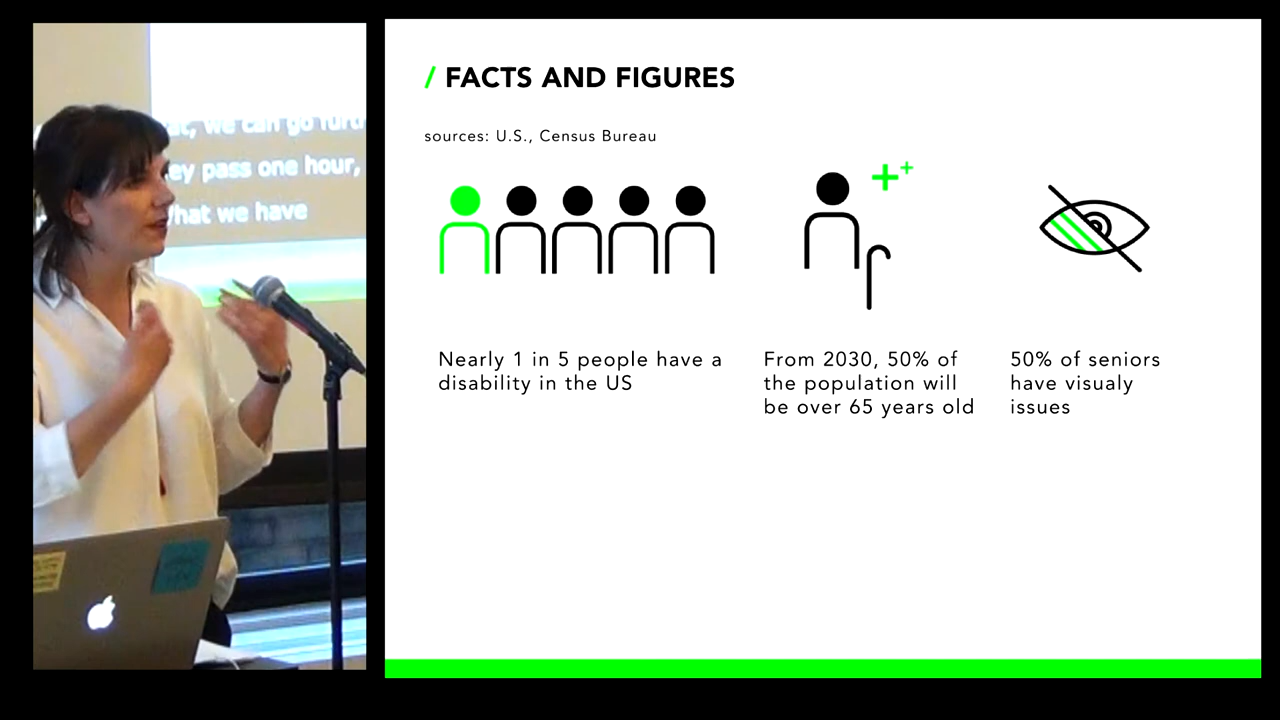 we can go
pass one hour,
what we have
/ FACTS AND FIGURES
sources: U.S., Census Bureau
Nearly 1 in 5 people have a
disability in the US
From 2030, 50% of
the population will
be over 65 years old
50% of seniors
have visualy
issues